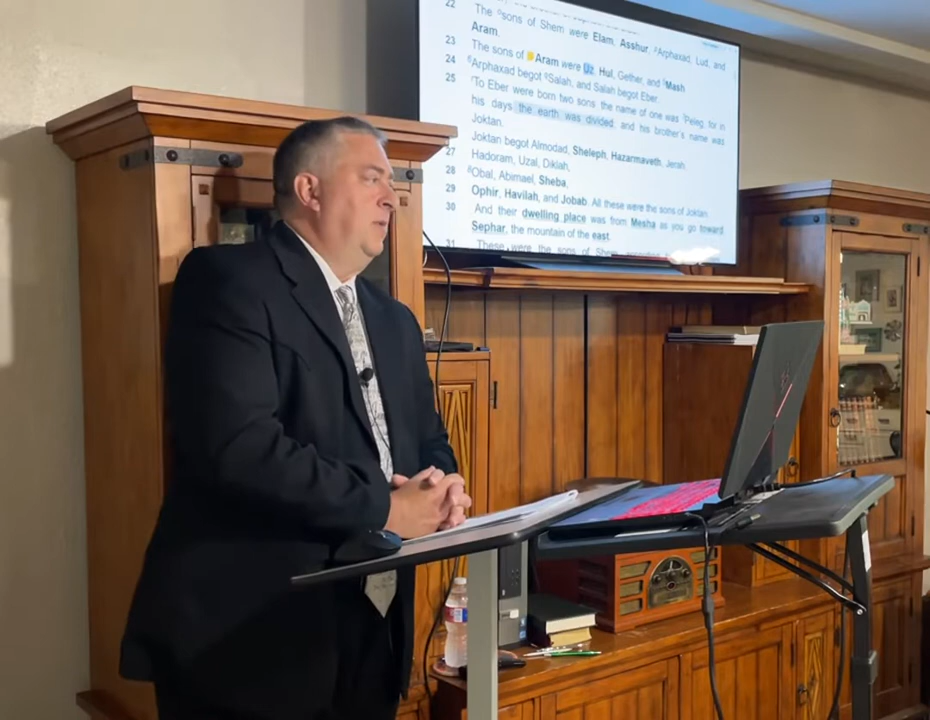 22 The ᵒsons of Shem were Elam, Asshur, ᵖArphaxad, Lud, and
Aram.
23 The sons of Aram were Uz, Hul, Gether, and Mash
24 Arphaxad begot Salah, and Salah begot Eber.
25 To Eber were born two sons: the name of one was Peleg, for in
his days the earth was divided and his brother's name was
Joktan.
Joktan begot Almodad, Sheleph, Hazarmaveth, Jerah,
27 Hadoram, Uzal, Diklah,
28 Obal, Abimael, Sheba,
29 Ophir, Havilah, and Jobab. All these were the sons of Joktan.
30 And their dwelling place was from Mesha as you go toward
Sephar, the mountain of the east.
31 These were the sons of Shem